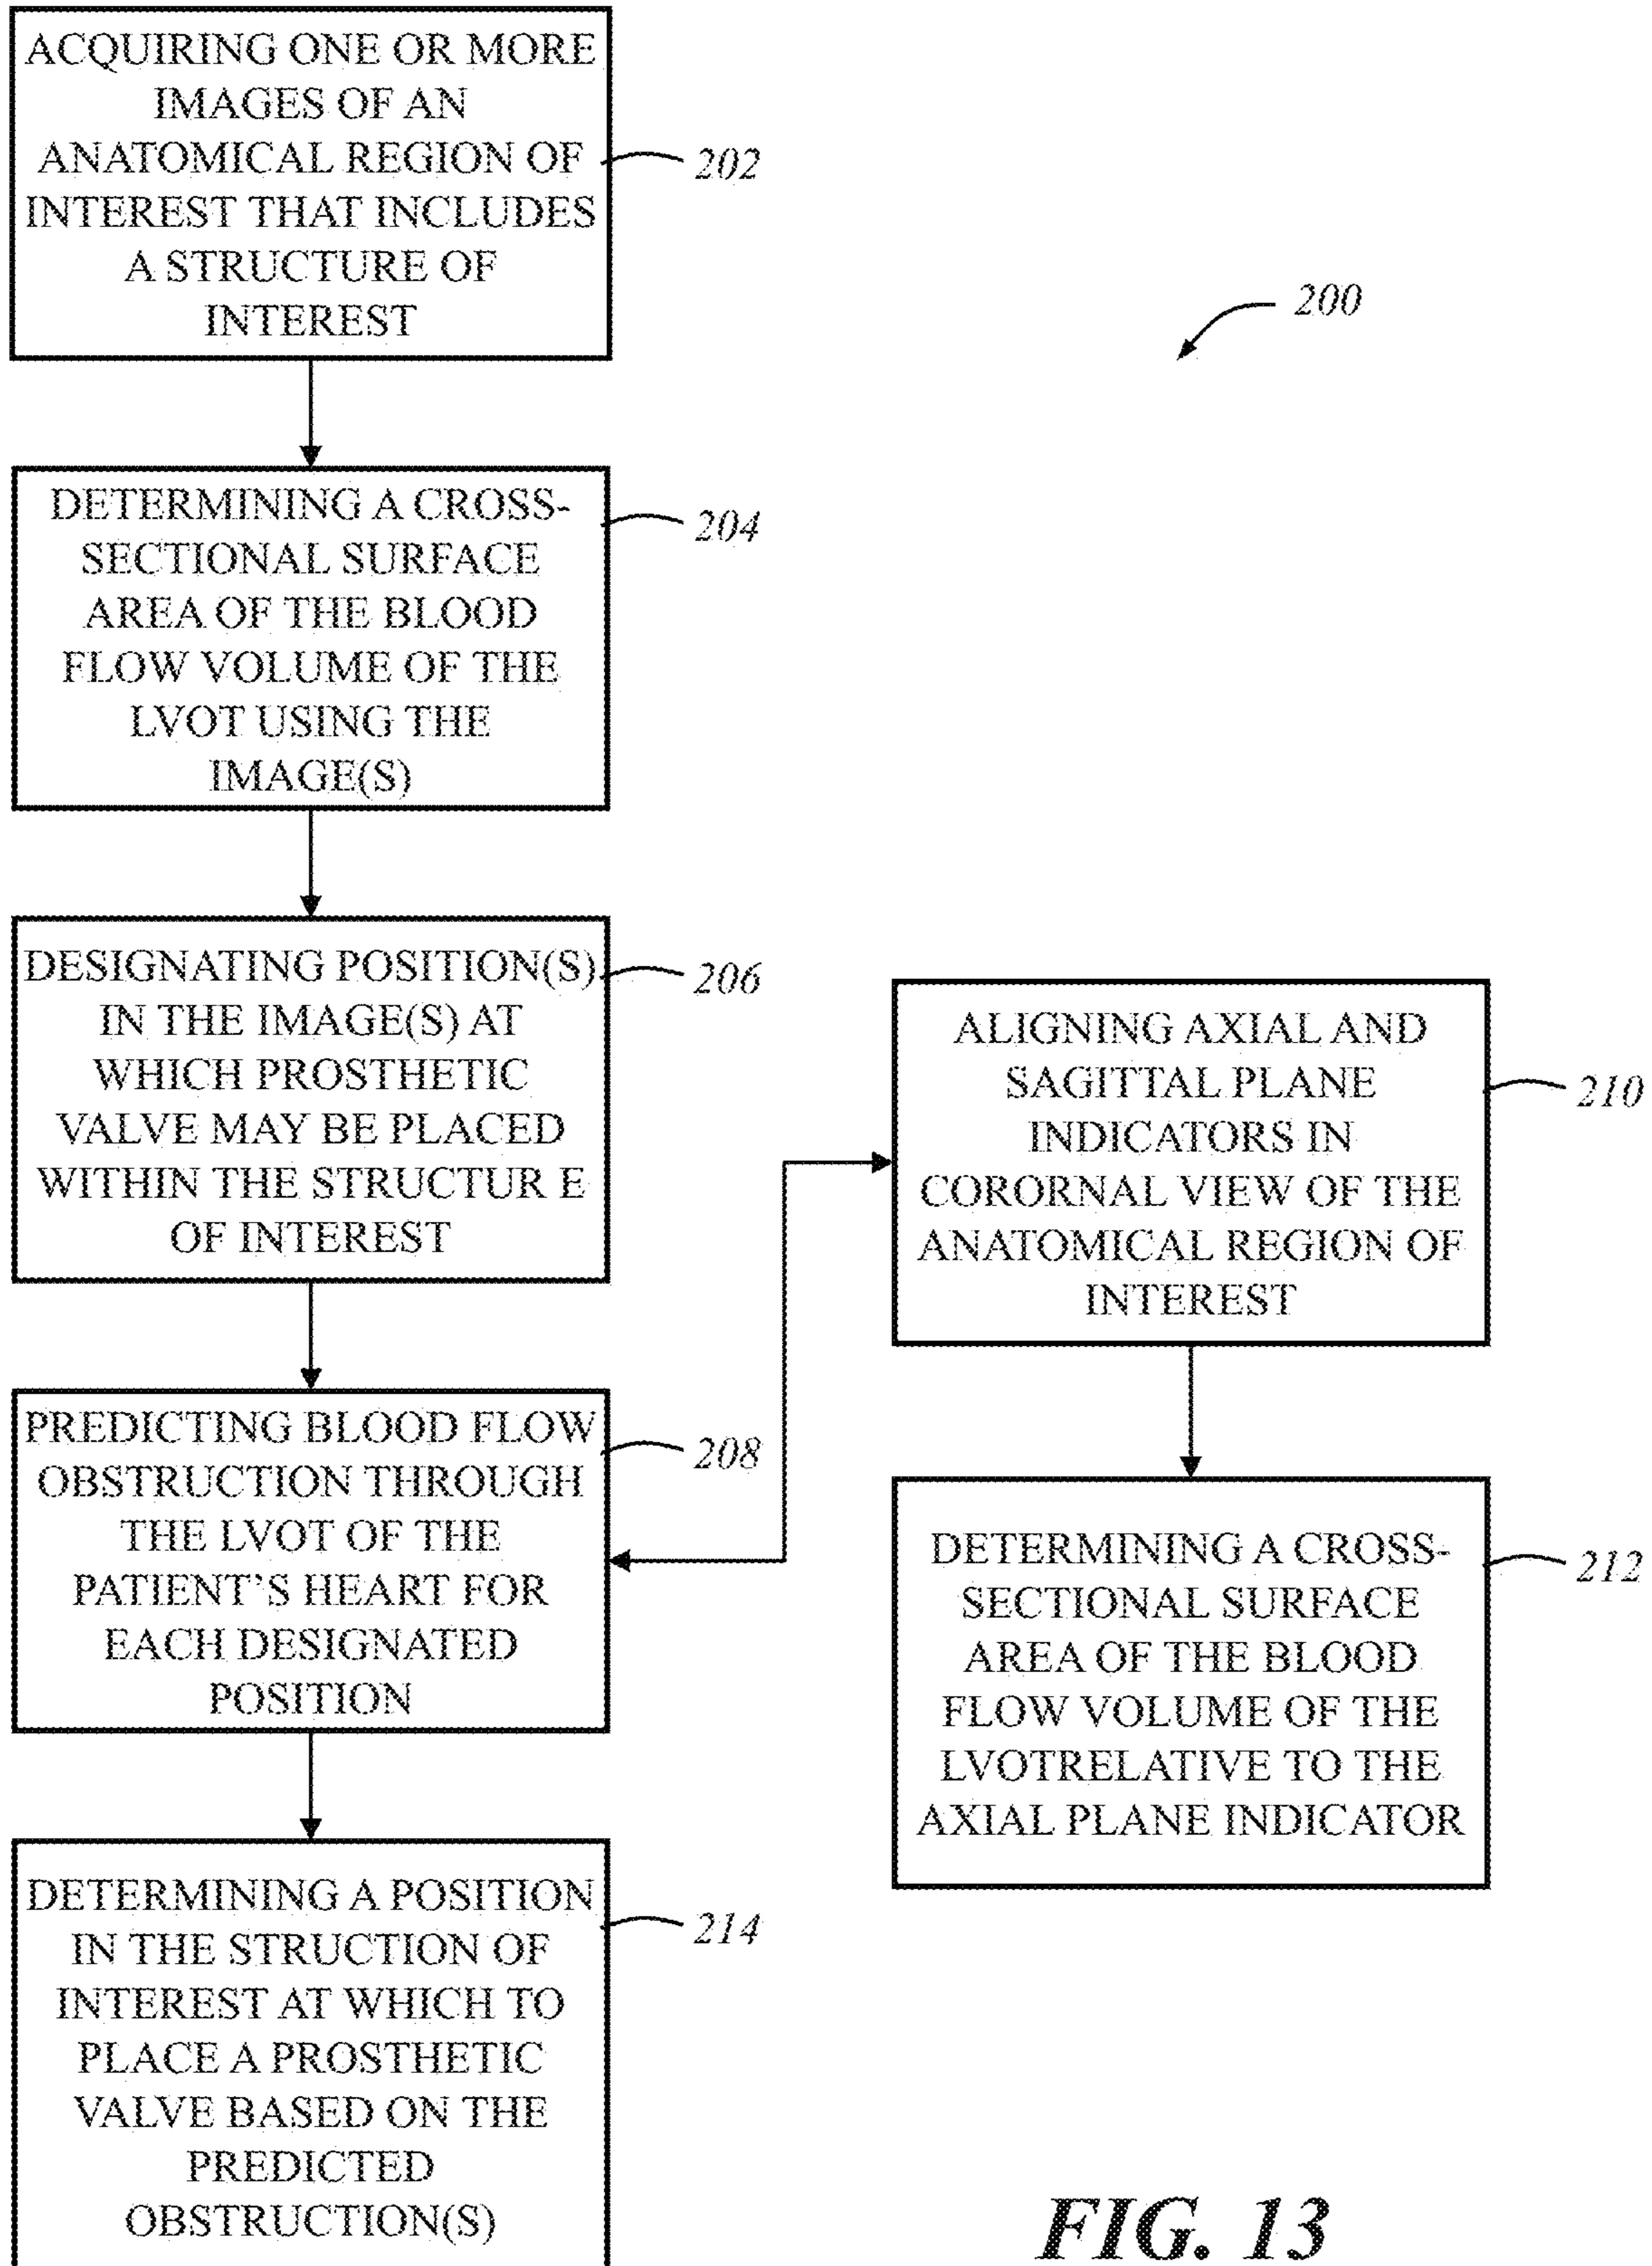 ACQUIRING ONE OR MORE
IMAGES OF AN
ANATOMICAL REGION OF
INTEREST THAT INCLUDES
A STRUCTURE OF
INTEREST
202
200
DETERMINING A CROSS-
SECTIONAL SURFACE
AREA OF THE BLOOD
FLOW VOLUME OF THE
LVOT USING THE
IMAGE(S)
204
DESIGNATING POSITION(S)
IN THE IMAGE(S) AT
WHICH PROSTHETIC
VALVE MAY BE PLACED
WITHIN THE STRUCTUR E
OF INTEREST
206
PREDICTING BLOOD FLOW
OBSTRUCTION THROUGH
THE LVOT OF THE
PATIENT'S HEART FOR
EACH DESIGNATED
POSITION
208
ALIGNING AXIAL AND
SAGITTAL PLANE
INDICATORS IN
CORORNAL VIEW OF THE
ANATOMICAL REGION OF
INTEREST
210
DETERMINING A CROSS-
SECTIONAL SURFACE
AREA OF THE BLOOD
FLOW VOLUME OF THE
LVOTRELATIVE TO THE
AXIAL PLANE INDICATOR
212
DETERMINING A POSITION
IN THE STRUCTION OF
INTEREST AT WHICH TO
PLACE A PROSTHETIC
VALVE BASED ON THE
PREDICTED
OBSTRUCTION(S)
214
FIG. 13